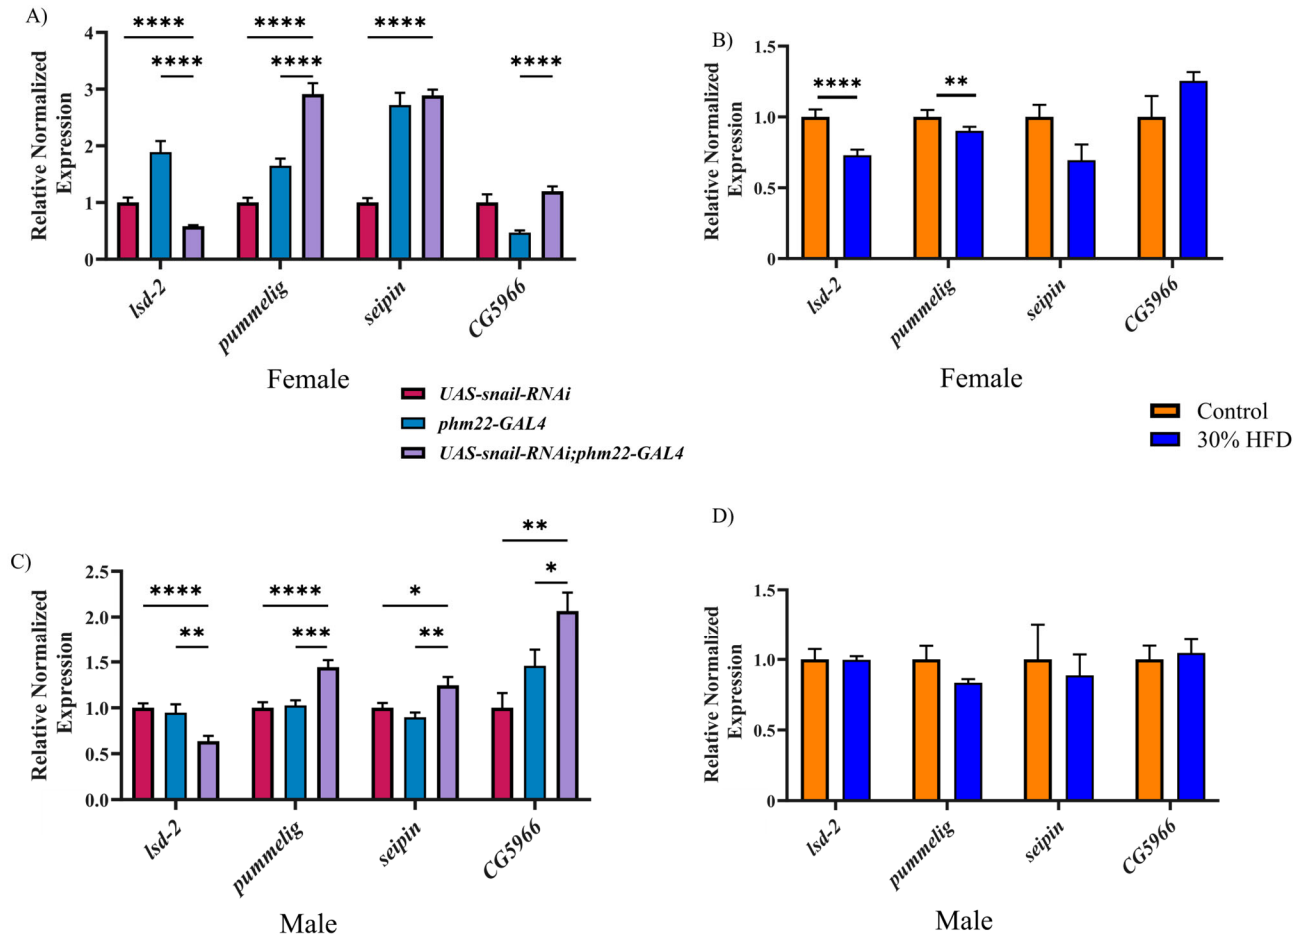 A)
**** **** ****
**** **** ****
Relative Normalized
Expression
4
3
2
1
0
lsd-2 pummelig seipin CG5966
Female
B)
**** **
Relative Normalized
Expression
1.5
1.0
0.5
0
lsd-2 pummelig seipin CG5966
Female
UAS-snail-RNAi
phm22-GAL4
UAS-snail-RNAi;phm22-GAL4
Control
30% HFD
C)
**
*
**** **** *
** *** **
Relative Normalized
Expression
2.5
2.0
1.5
1.0
0.5
0.0
lsd-2 pummelig seipin CG5966
Male
D)
Relative Normalized
Expression
1.5
1.0
0.5
0
lsd-2 pummelig seipin CG5966
Male